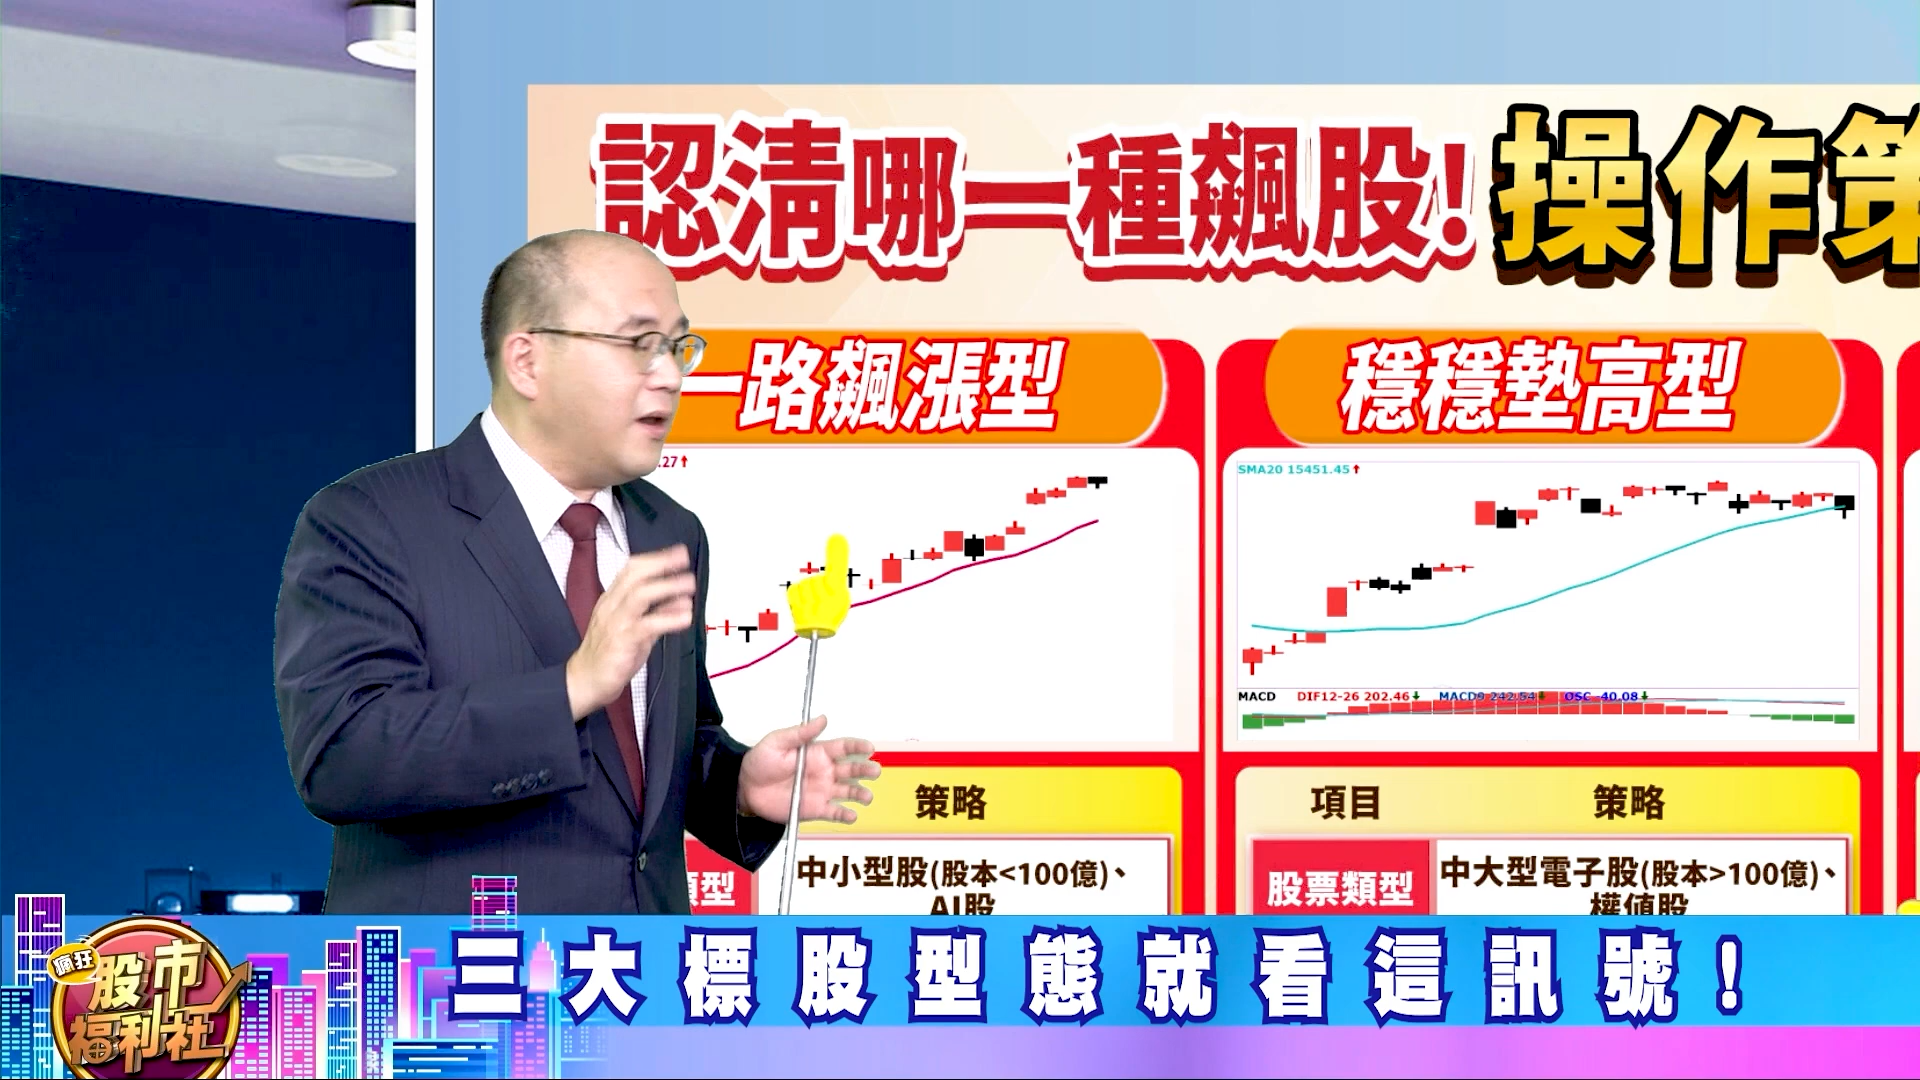 認清哪一種飆股!操作策
一路飆漲型
穩穩墊高型
.27↑
SMA20 15451.45↑
MACD DIF12-26 202.46↓ MACD9 242.54↓ OSC -40.08↓
策略
項目 策略
類型
中小型股(股本<100億)、
AI股
股票類型
中大型電子股(股本>100億)、
權值股
三大標股型態就看這訊號!
瘋狂
股市
福利社